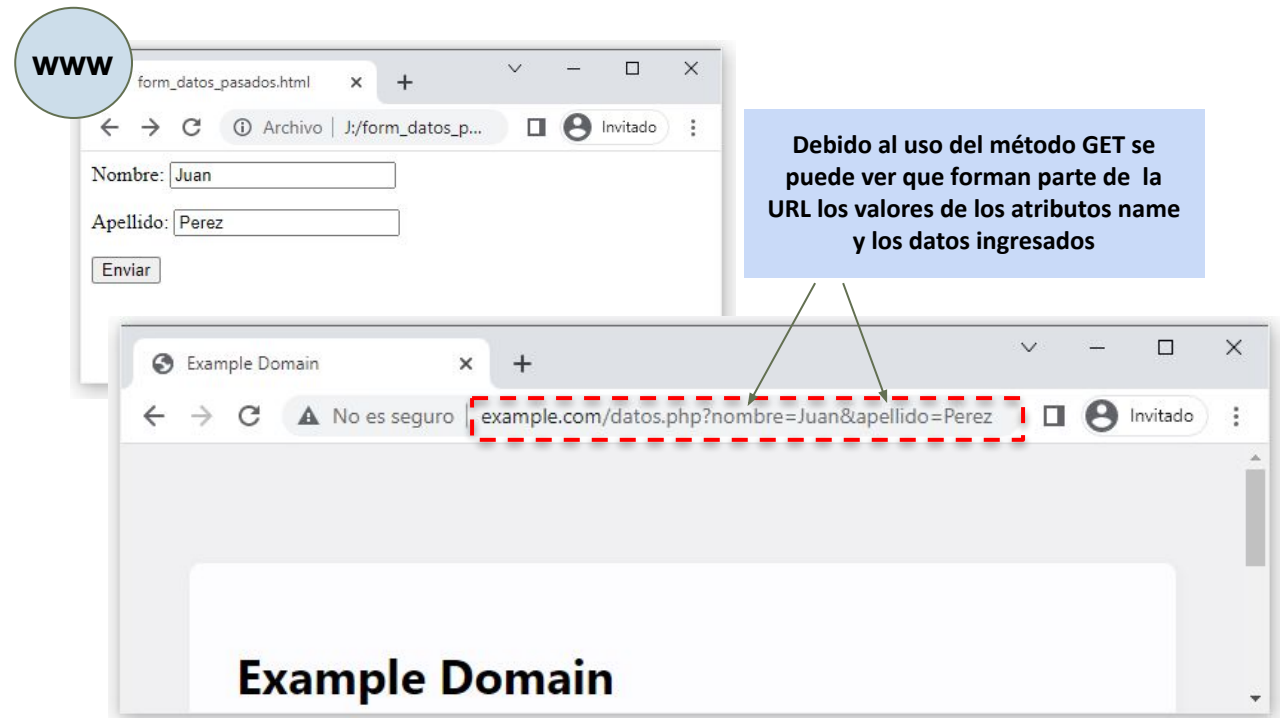 www
form_datos_pasados.html
Archivo | J:/form_datos_p...
Invitado
Nombre: Juan
Apellido: Perez
Enviar
Debido al uso del método GET se
puede ver que forman parte de la
URL los valores de los atributos name
y los datos ingresados
Example Domain
No es seguro | example.com/datos.php?nombre=Juan&apellido=Perez
Invitado
Example Domain